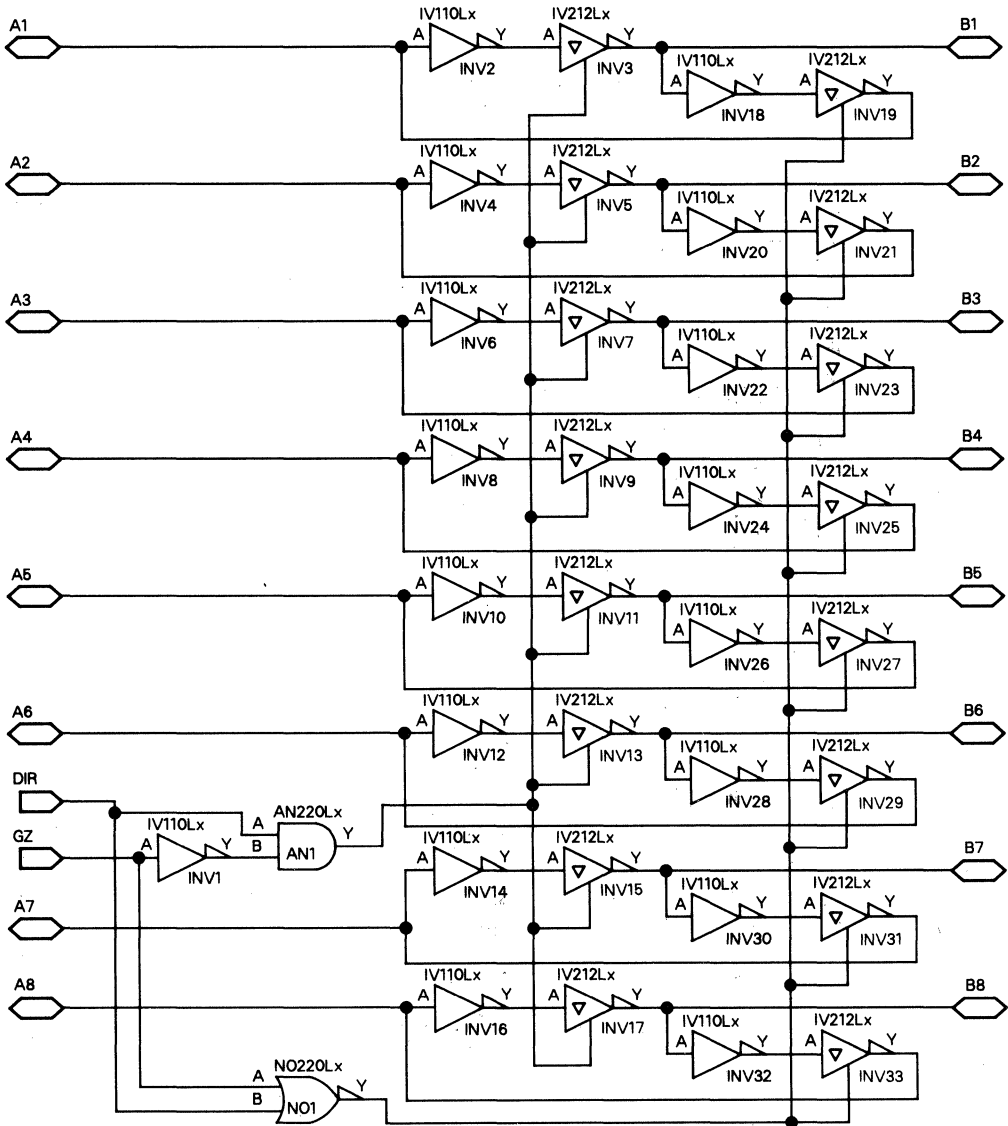 IV110Lx IV212Lx
A1 A Y A Y B1
INV2 INV3 IV110Lx IV212Lx
A Y A Y
INV18 INV19
IV110Lx IV212Lx
A2 A Y A Y B2
INV4 INV5 IV110Lx IV212Lx
A Y A Y
INV20 INV21
IV110Lx IV212Lx
A3 A Y A Y B3
INV6 INV7 IV110Lx IV212Lx
A Y A Y
INV22 INV23
IV110Lx IV212Lx
A4 A Y A Y B4
INV8 INV9 IV110Lx IV212Lx
A Y A Y
INV24 INV25
IV110Lx IV212Lx
A5 A Y A Y B5
INV10 INV11 IV110Lx IV212Lx
A Y A Y
INV26 INV27
IV110Lx IV212Lx
A6 A Y A Y B6
INV12 INV13 IV110Lx IV212Lx
A Y A Y
INV28 INV29
DIR AN220Lx
A Y
GZ IV110Lx B AN1
A Y
INV1
IV110Lx IV212Lx
A Y A Y B7
INV14 INV15 IV110Lx IV212Lx
A7 A Y A Y
INV30 INV31
IV110Lx IV212Lx
A8 A Y A Y B8
INV16 INV17 IV110Lx IV212Lx
A Y A Y
INV32 INV33
NO220Lx
A Y
B NO1